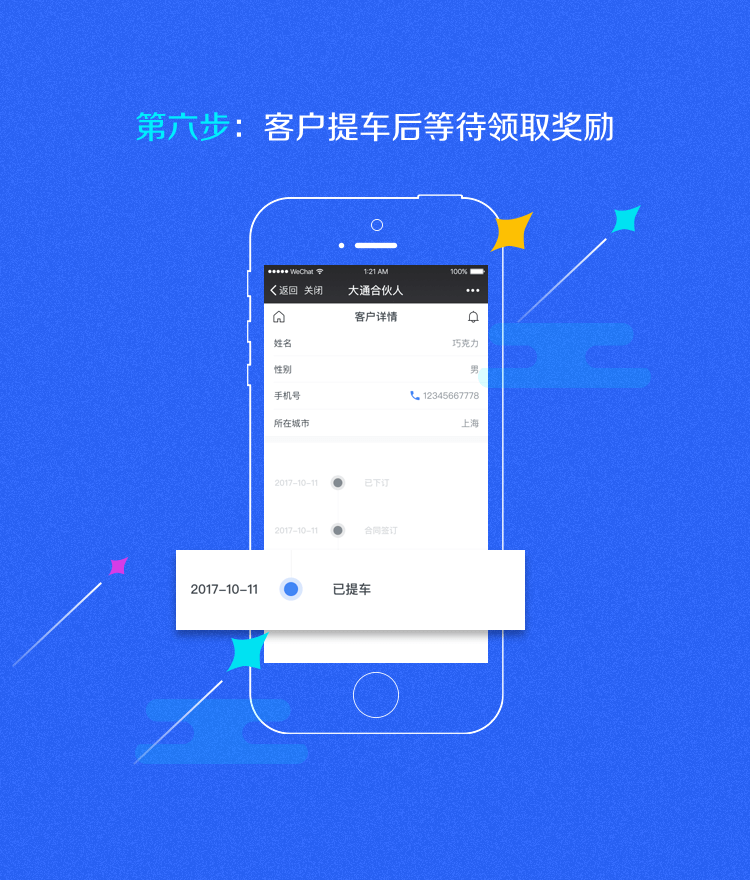 第六步：客户提车后等待领取奖励
WeChat 1:21 AM 100%
返回 关闭 大通合伙人
客户详情
姓名 巧克力
性别 男
手机号 12345667778
所在城市 上海
2017-10-11 已下订
2017-10-11 合同签订
2017-10-11 已提车